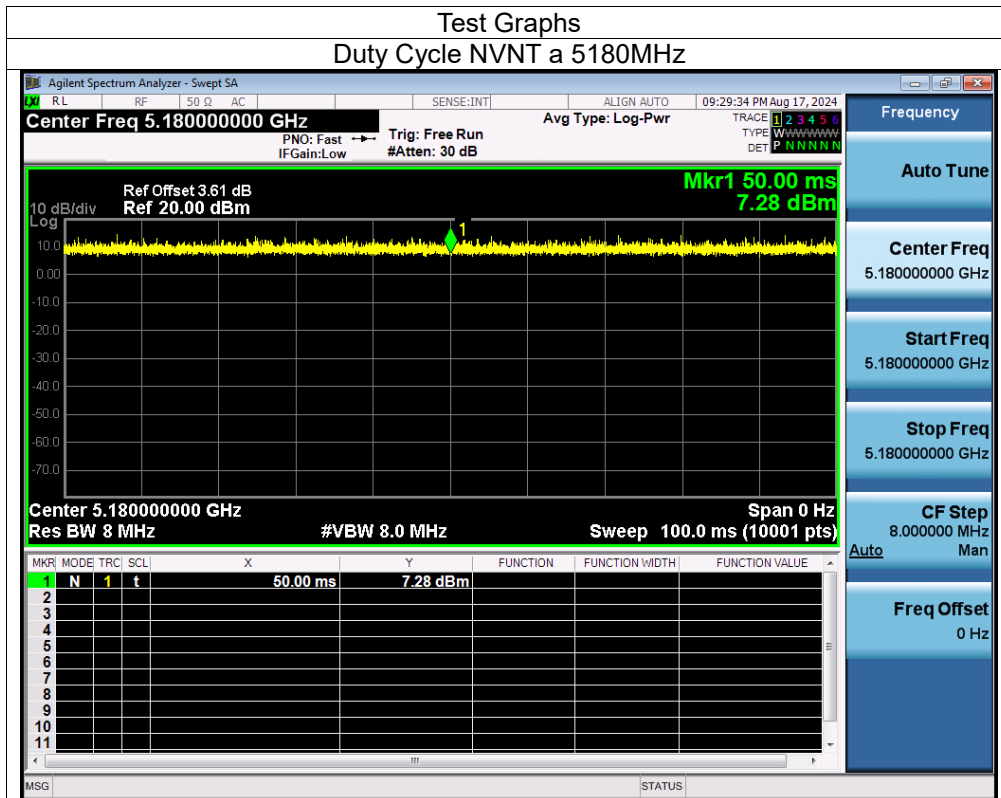 Test Graphs
Duty Cycle NVNT a 5180MHz
Agilent Spectrum Analyzer - Swept SA
LXI RL RF 50 Ω AC SENSE:INT ALIGN AUTO 09:29:34 PM Aug 17, 2024
Center Freq 5.180000000 GHz
PNO: Fast
IFGain:Low
Trig: Free Run
#Atten: 30 dB
Avg Type: Log-Pwr
TRACE 1 2 3 4 5 6
TYPE WWWWWW
DET P N N N N N
Mkr1 50.00 ms
7.28 dBm
Ref Offset 3.61 dB
10 dB/div Ref 20.00 dBm
Log
1
10.0
0.00
-10.0
-20.0
-30.0
-40.0
-50.0
-60.0
-70.0
Center 5.180000000 GHz Span 0 Hz
Res BW 8 MHz #VBW 8.0 MHz Sweep 100.0 ms (10001 pts)
MKR MODE TRC SCL X Y FUNCTION FUNCTION WIDTH FUNCTION VALUE
1 N 1 t 50.00 ms 7.28 dBm
2
3
4
5
6
7
8
9
10
11
MSG STATUS
Frequency
Auto Tune
Center Freq
5.180000000 GHz
Start Freq
5.180000000 GHz
Stop Freq
5.180000000 GHz
CF Step
8.000000 MHz
Auto Man
Freq Offset
0 Hz